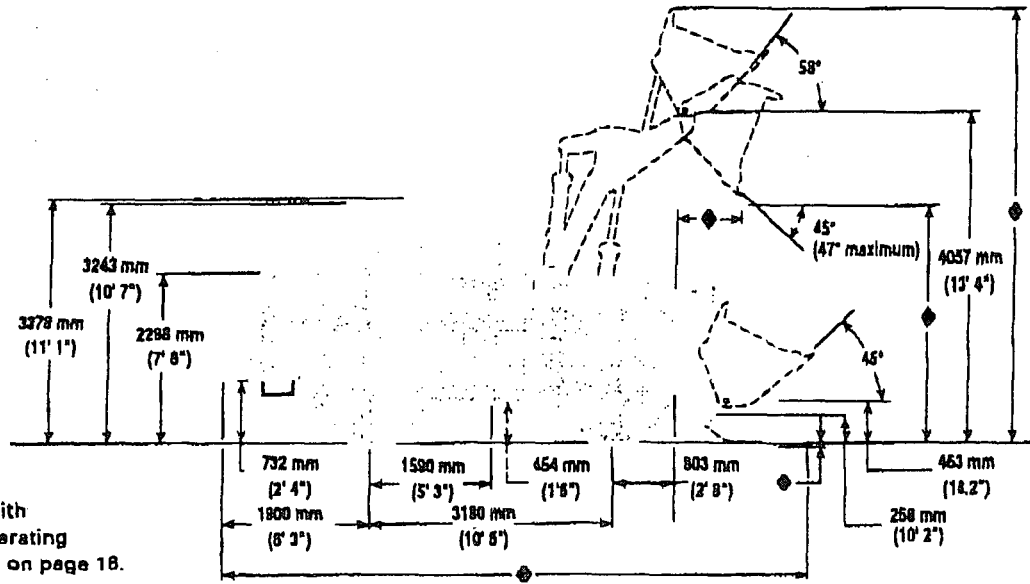 58°
45°
(47° maximum)
4057 mm
(13' 4")
3243 mm
(10' 7")
3378 mm
(11' 1")
2298 mm
(7' 6")
45°
732 mm
(2' 4")
1590 mm
(5' 3")
454 mm
(1'6")
803 mm
(2' 8")
463 mm
(18.2")
1900 mm
(6' 3")
3180 mm
(10' 5")
258 mm
(10' 2")
ith
erating
on page 18.